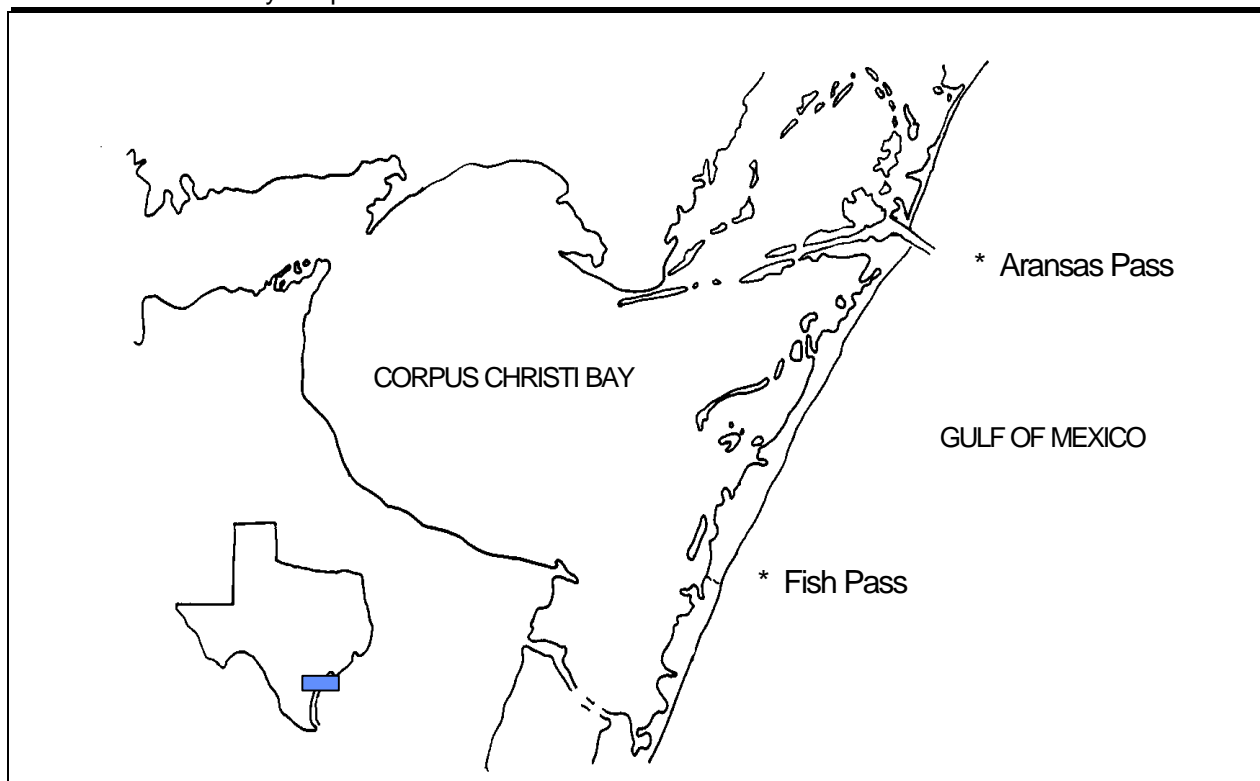 * Aransas Pass
CORPUS CHRISTI BAY
GULF OF MEXICO
* Fish Pass